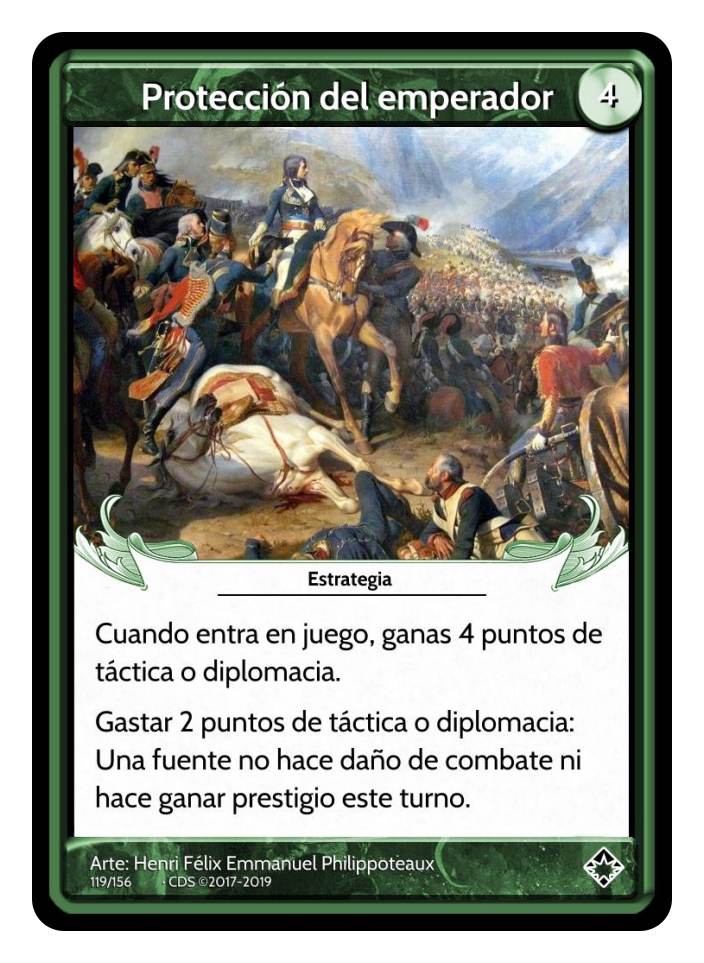 Protección del emperador
4
Estrategia
Cuando entra en juego, ganas 4 puntos de
táctica o diplomacia.
Gastar 2 puntos de táctica o diplomacia:
Una fuente no hace daño de combate ni
hace ganar prestigio este turno.
Arte: Henri Félix Emmanuel Philippoteaux
119/156 · CDS ©2017-2019